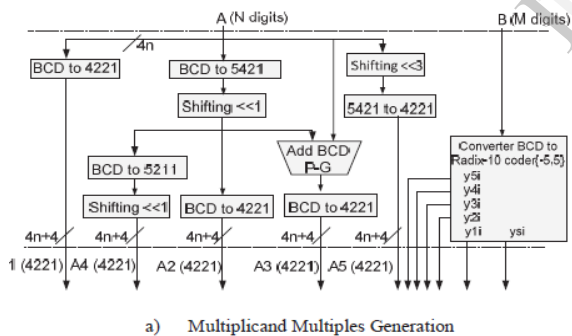 A (N digits)
B (M digits)
4n
BCD to 4221
BCD to 5421
Shifting <<3
Shifting <<1
5421 to 4221
Add BCD
P-G
BCD to 5211
Shifting <<1
BCD to 4221
BCD to 4221
Converter BCD to
Radix-10 coder{-5,5}
y5i
y4i
y3i
y2i
y1i
ysi
4n+4
4n+4
4n+4
4n+4
4n+4
1 (4221)
A4 (4221)
A2 (4221)
A3 (4221)
A5 (4221)
a) Multiplicand Multiples Generation